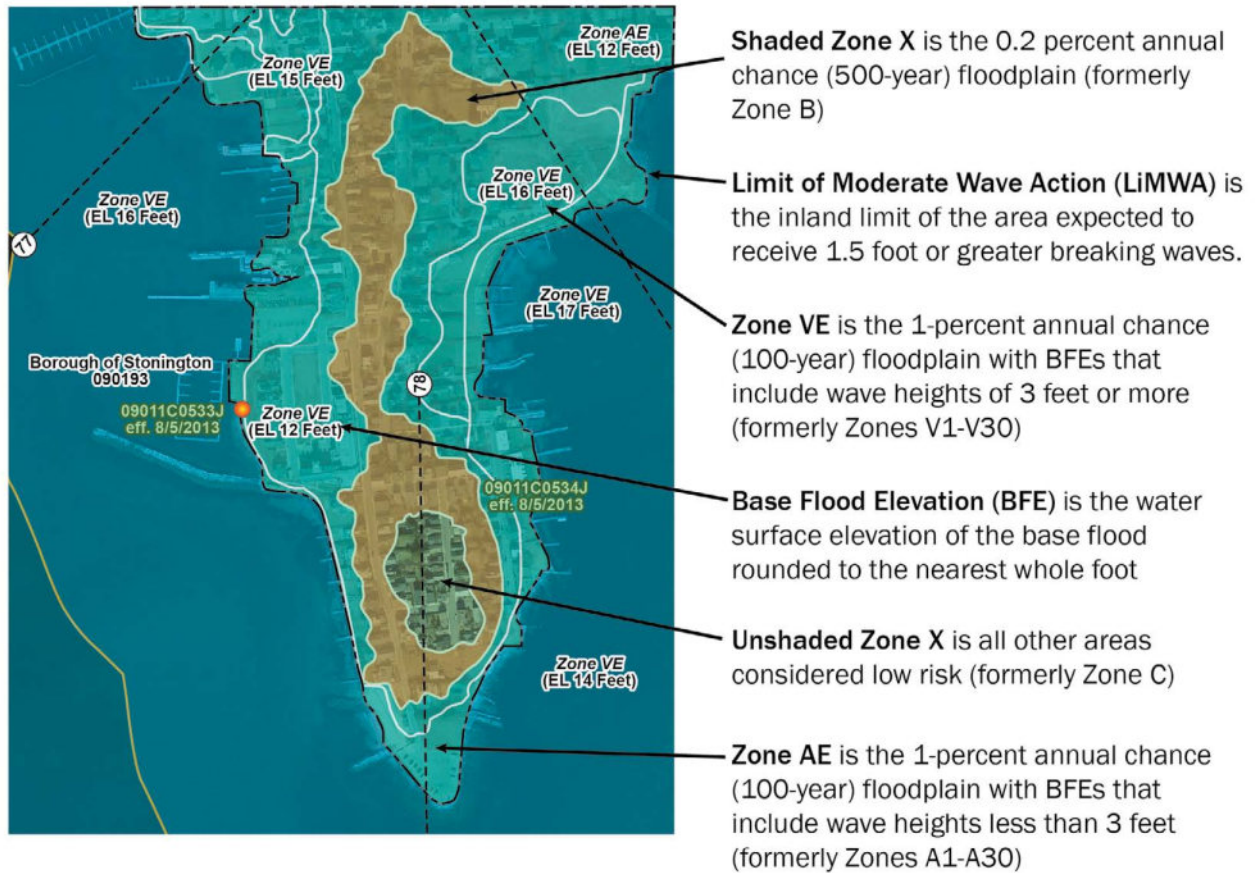 Zone AE
(EL 12 Feet)
Zone VE
(EL 15 Feet)
Zone VE
(EL 16 Feet)
Zone VE
(EL 16 Feet)
77
Zone VE
(EL 17 Feet)
Borough of Stonington
090193
78
09011C0533J
eff. 8/5/2013
Zone VE
(EL 12 Feet)
09011C0534J
eff. 8/5/2013
Zone VE
(EL 14 Feet)
Shaded Zone X is the 0.2 percent annual
chance (500-year) floodplain (formerly
Zone B)
Limit of Moderate Wave Action (LiMWA) is
the inland limit of the area expected to
receive 1.5 foot or greater breaking waves.
Zone VE is the 1-percent annual chance
(100-year) floodplain with BFEs that
include wave heights of 3 feet or more
(formerly Zones V1-V30)
Base Flood Elevation (BFE) is the water
surface elevation of the base flood
rounded to the nearest whole foot
Unshaded Zone X is all other areas
considered low risk (formerly Zone C)
Zone AE is the 1-percent annual chance
(100-year) floodplain with BFEs that
include wave heights less than 3 feet
(formerly Zones A1-A30)